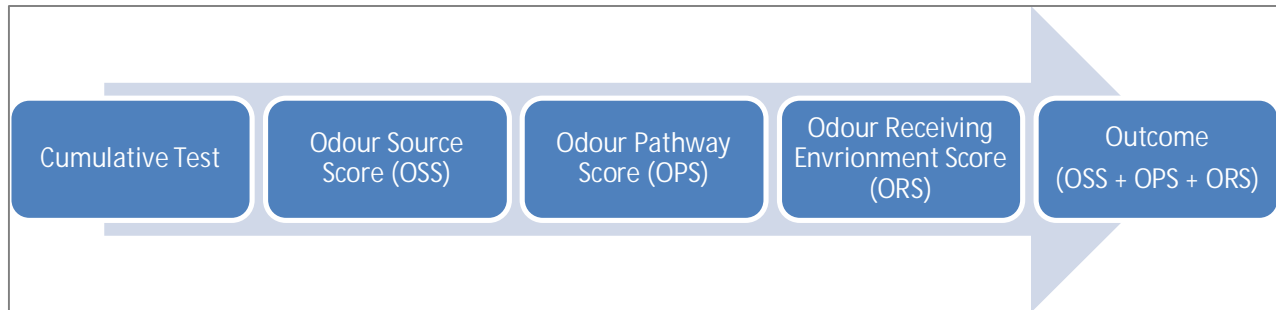 Cumulative Test
Odour Source
Score (OSS)
Odour Pathway
Score (OPS)
Odour Receiving
Envrionment Score
(ORS)
Outcome
(OSS + OPS + ORS)